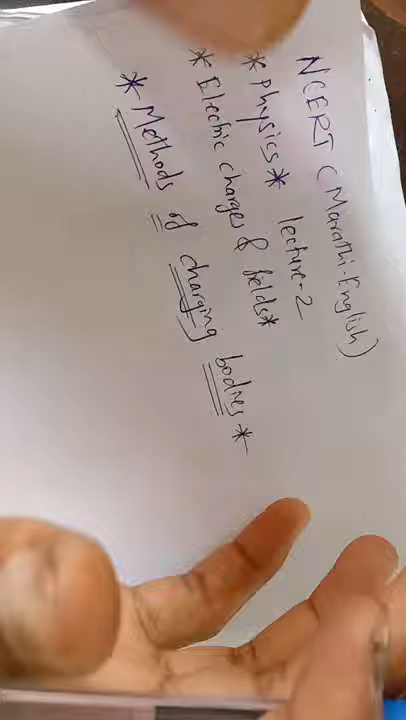 NCERT (Marathi-English)
*Physics* lecture-2
*Electric charges & fields*
*Methods of charging bodies*